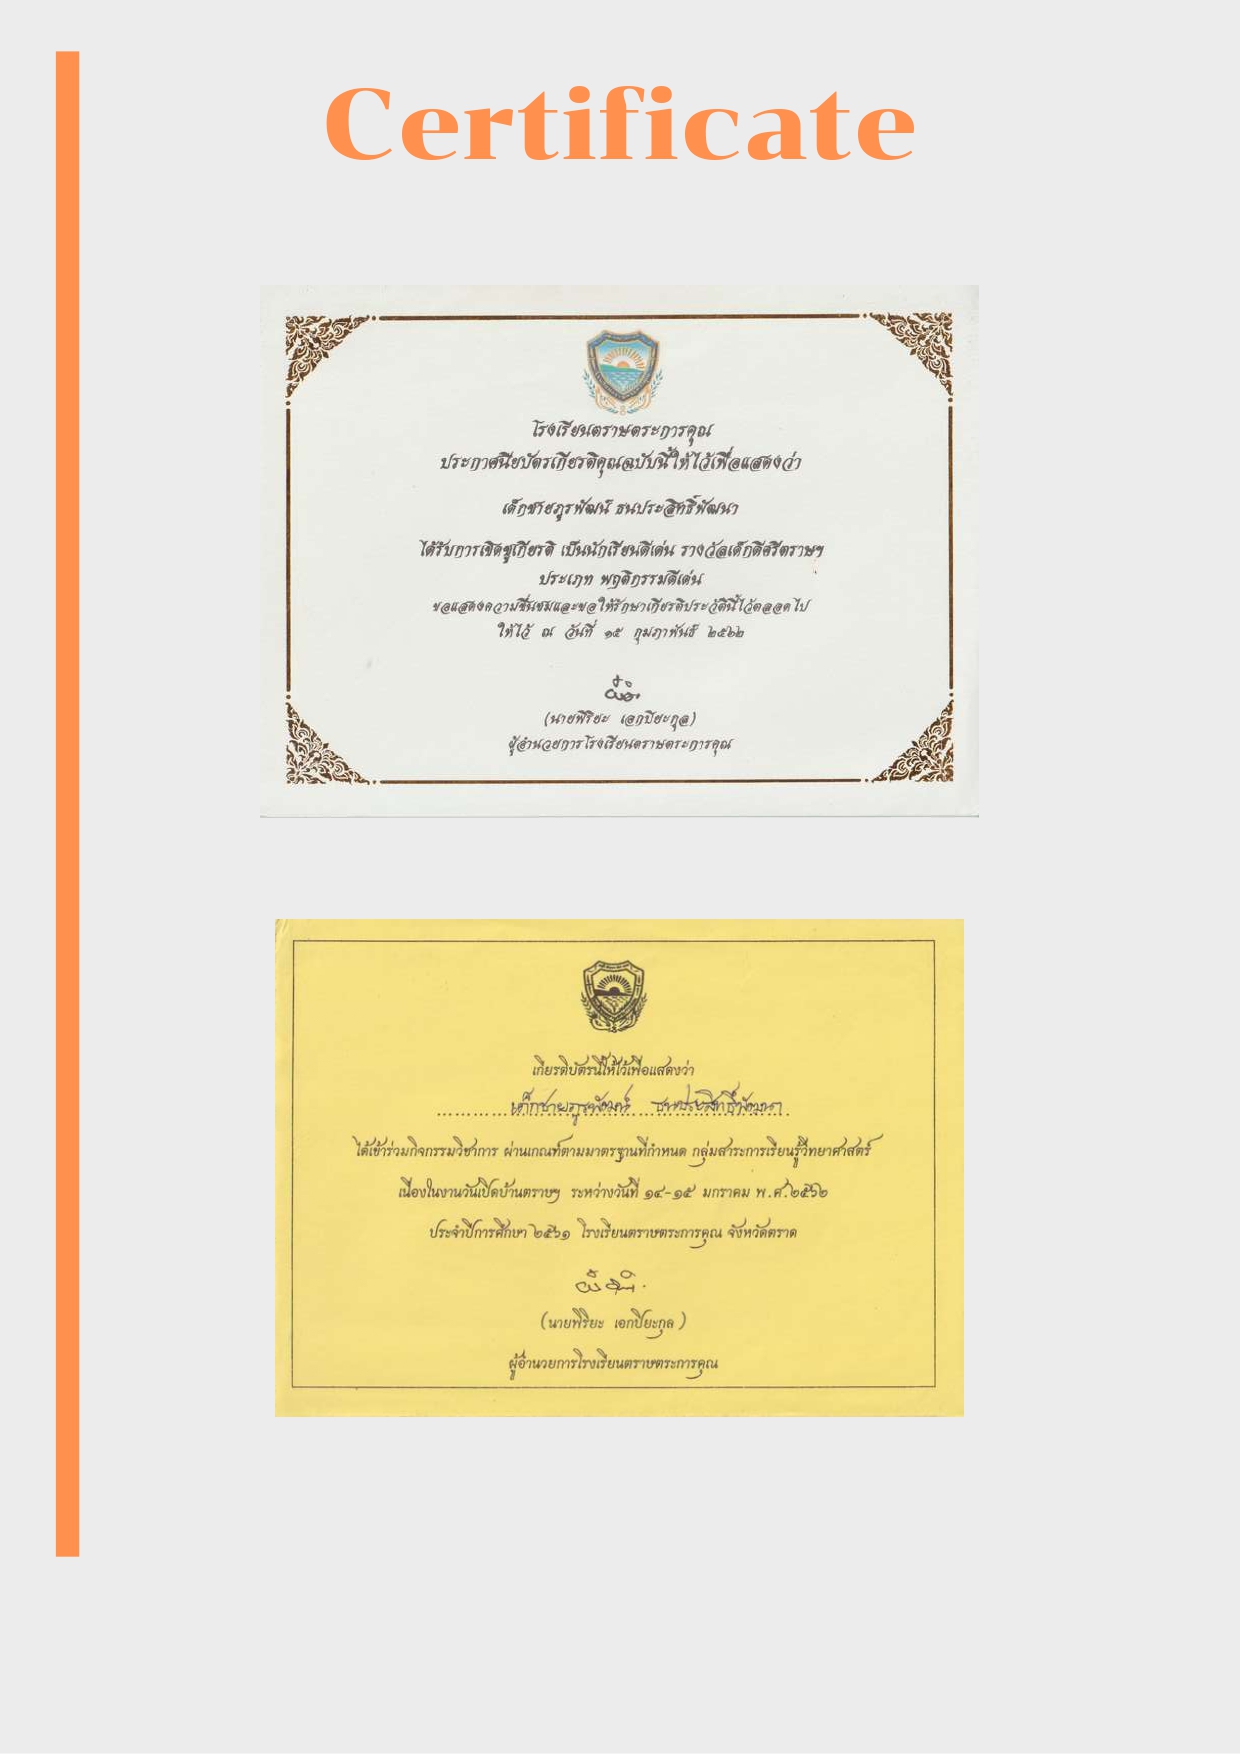 Certificate
โรงเรียนตราษตระการคุณ
ประกาศนียบัตรเกียรติคุณฉบับนี้ให้ไว้เพื่อแสดงว่า
เด็กชายภูรพัฒน์ ธนประสิทธิ์พัฒนา
ได้รับการเชิดชูเกียรติ เป็นนักเรียนดีเด่น รางวัลเด็กดีศรีตราษฯ
ประเภท พฤติกรรมดีเด่น
ขอแสดงความชื่นชมและขอให้รักษาเกียรติประวัตินี้ไว้ตลอดไป
ให้ไว้ ณ วันที่ ๑๕ กุมภาพันธ์ ๒๕๖๒
(นายพิริยะ เอกปิยะกุล)
ผู้อำนวยการโรงเรียนตราษตระการคุณ
เกียรติบัตรนี้ให้ไว้เพื่อแสดงว่า
เด็กชายภูรพัฒน์ ธนประสิทธิ์พัฒนา
ได้เข้าร่วมกิจกรรมวิชาการ ผ่านเกณฑ์ตามมาตรฐานที่กำหนด กลุ่มสาระการเรียนรู้วิทยาศาสตร์
เนื่องในงานวันเปิดบ้านตราษฯ ระหว่างวันที่ ๑๔-๑๕ มกราคม พ.ศ.๒๕๖๒
ประจำปีการศึกษา ๒๕๖๑ โรงเรียนตราษตระการคุณ จังหวัดตราด
(นายพิริยะ เอกปิยะกุล)
ผู้อำนวยการโรงเรียนตราษตระการคุณ